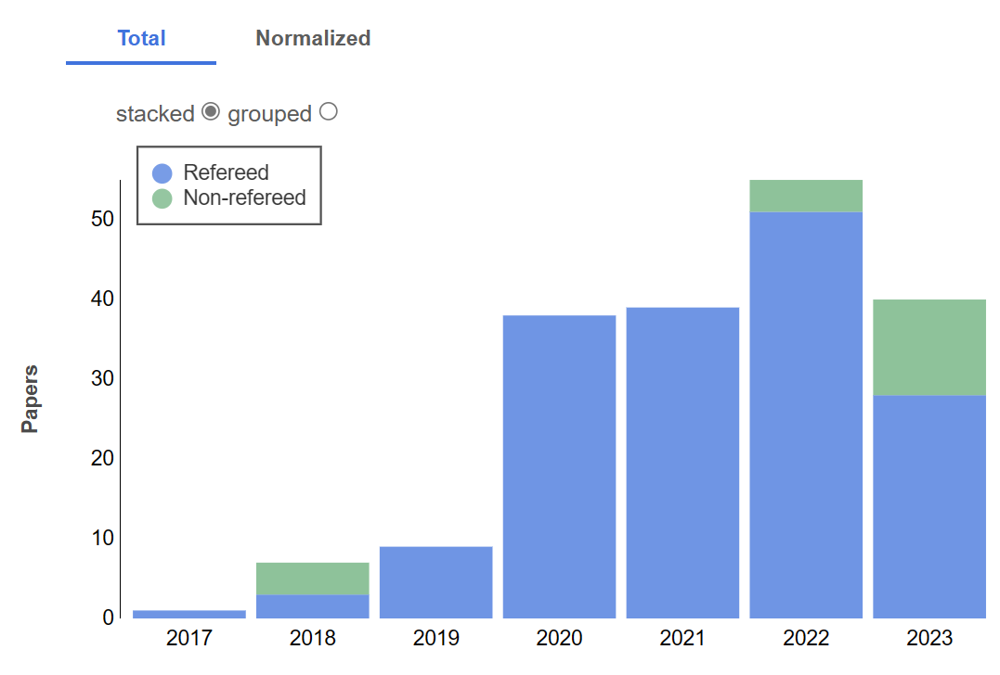 Total Normalized
stacked grouped
Refereed
Non-refereed
50
40
30
20
10
0
Papers
2017 2018 2019 2020 2021 2022 2023